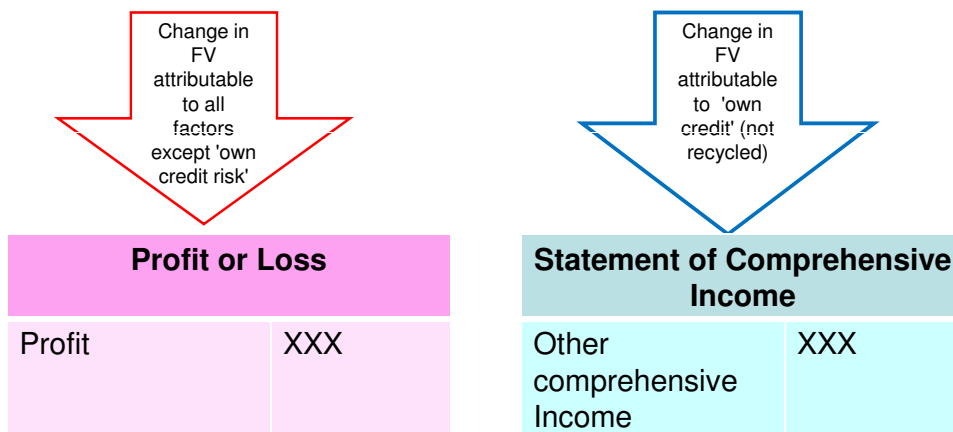 Change in
FV
attributable
to all
factors
except 'own
credit risk'
Change in
FV
attributable
to 'own
credit' (not
recycled)
Profit or Loss
Profit
XXX
Statement of Comprehensive
Income
Other
comprehensive
Income
XXX